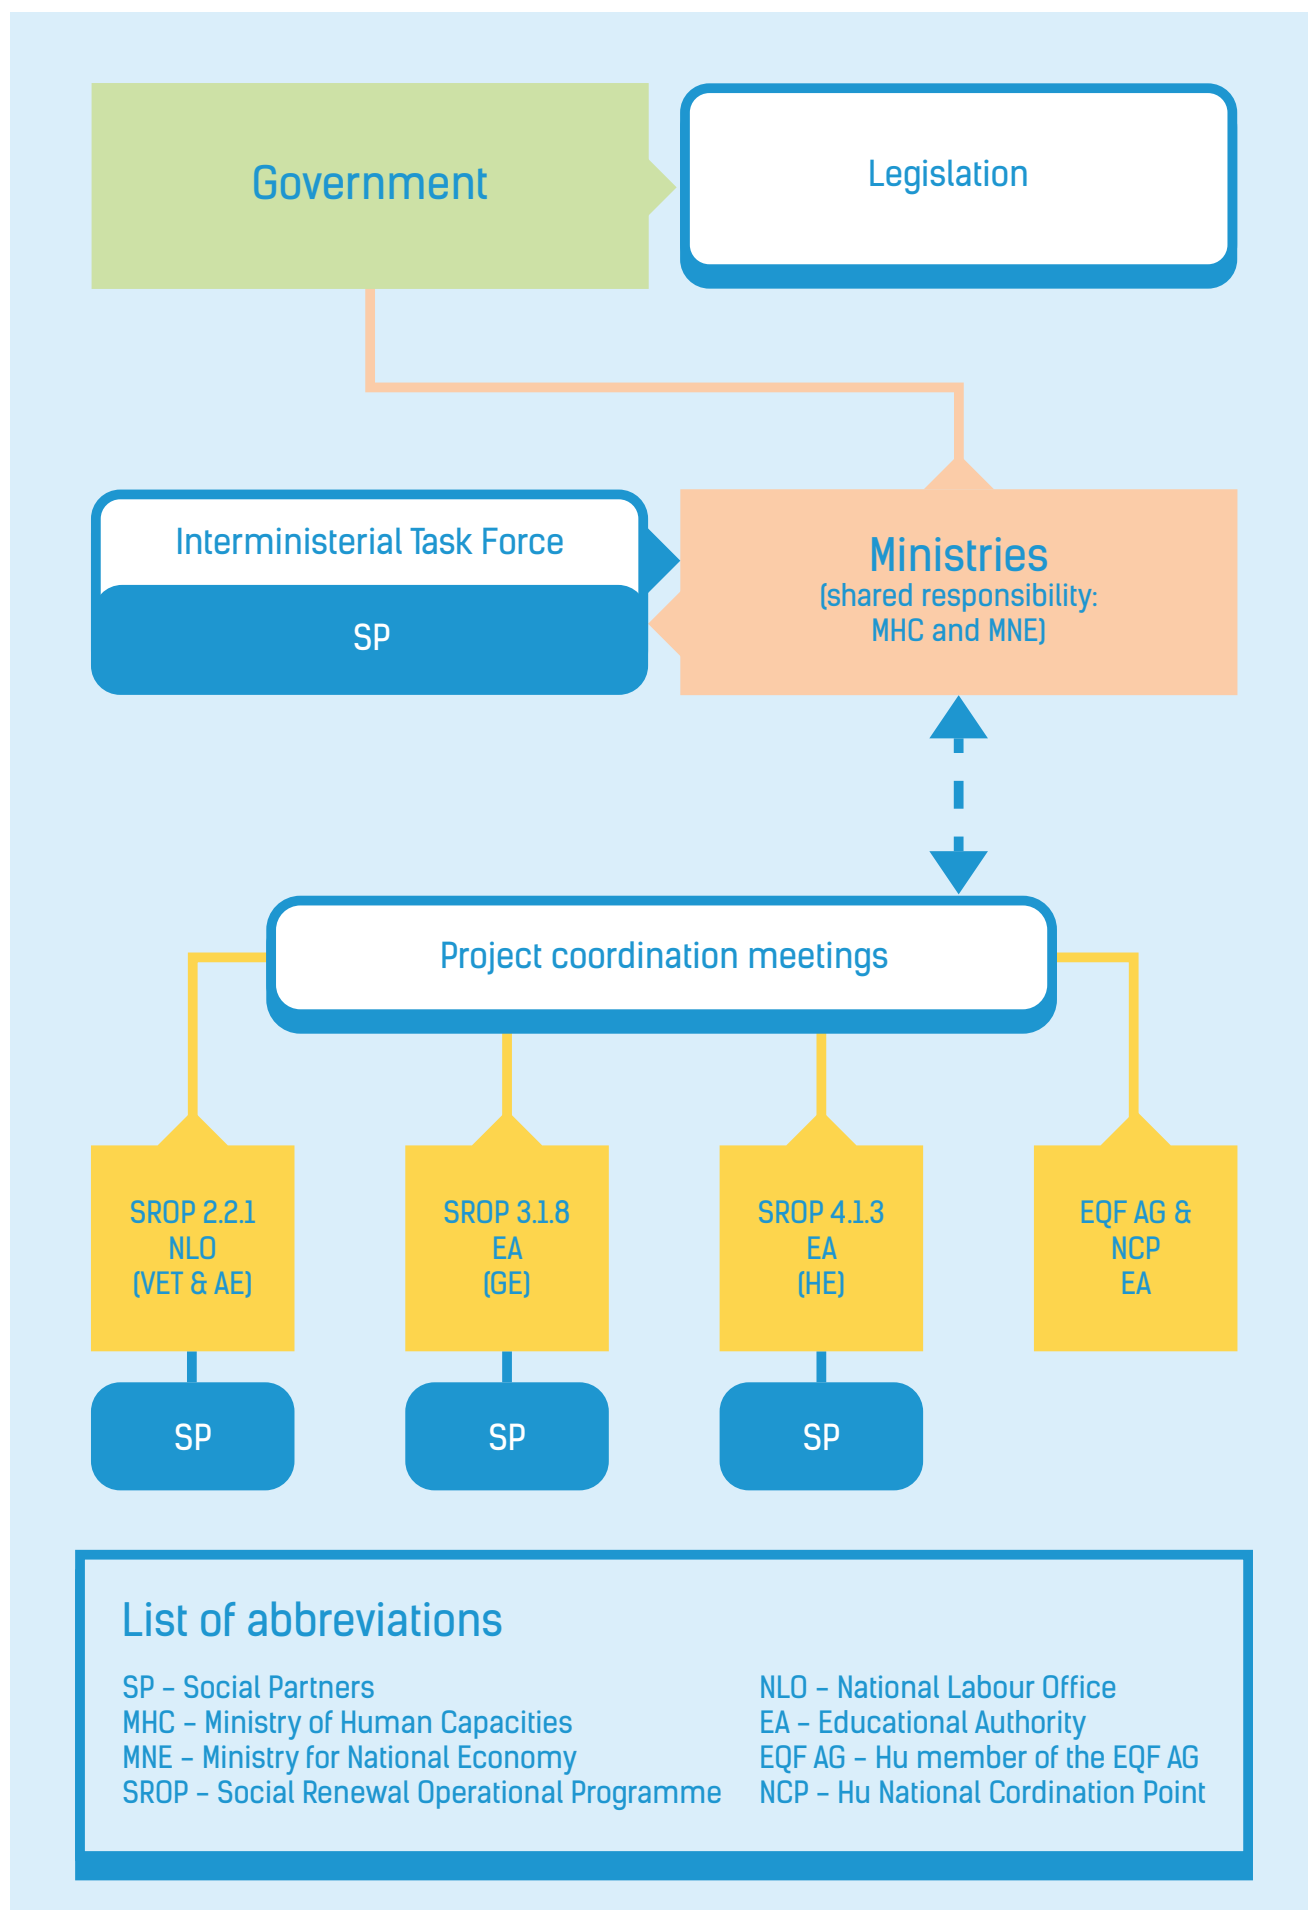 Government
Legislation
Interministerial Task Force
SP
Ministries
(shared responsibility:
MHC and MNE)
Project coordination meetings
SROP 2.2.1
NLO
(VET & AE)
SROP 3.1.8
EA
(GE)
SROP 4.1.3
EA
(HE)
EQF AG &
NCP
EA
SP
SP
SP
List of abbreviations
SP – Social Partners
MHC – Ministry of Human Capacities
MNE – Ministry for National Economy
SROP – Social Renewal Operational Programme
NLO – National Labour Office
EA – Educational Authority
EQF AG – Hu member of the EQF AG
NCP – Hu National Cordination Point